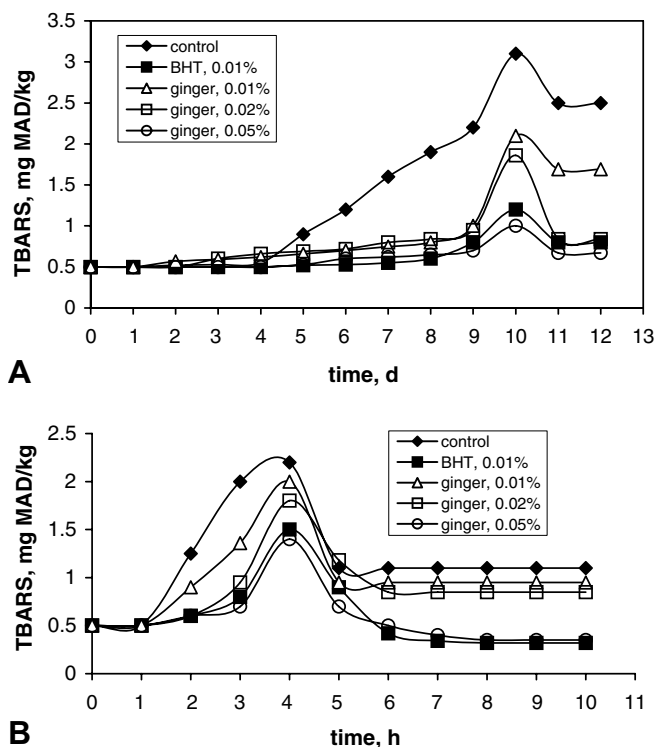 3.5
3
2.5
2
1.5
1
0.5
0
TBARS, mg MAD/kg
control
BHT, 0.01%
ginger, 0.01%
ginger, 0.02%
ginger, 0.05%
0 1 2 3 4 5 6 7 8 9 10 11 12 13
time, d
A
2.5
2
1.5
1
0.5
0
TBARS, mg MAD/kg
control
BHT, 0.01%
ginger, 0.01%
ginger, 0.02%
ginger, 0.05%
0 1 2 3 4 5 6 7 8 9 10 11
time, h
B